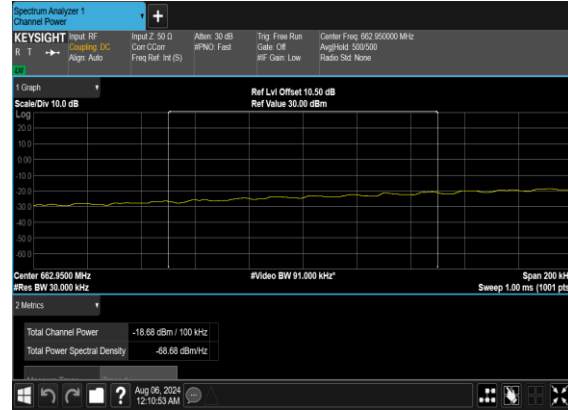 Spectrum Analyzer 1
Channel Power
+
KEYSIGHT Input: RF Input Z: 50 Ω Atten: 30 dB Trig: Free Run Center Freq: 662.950000 MHz
R T Coupling: DC Corr CCorr #PNO: Fast Gate: Off Avg|Hold: 500/500
Align: Auto Freq Ref: Int (S) #IF Gain: Low Radio Std: None
1 Graph
Ref Lvl Offset 10.50 dB
Scale/Div 10.0 dB Ref Value 30.00 dBm
Log
20.0
10.0
0.00
-10.0
-20.0
-30.0
-40.0
-50.0
-60.0
Center 662.9500 MHz #Video BW 91.000 kHz* Span 200 kH
#Res BW 30.000 kHz Sweep 1.00 ms (1001 pts
2 Metrics
Total Channel Power -18.68 dBm / 100 kHz
Total Power Spectral Density -68.68 dBm/Hz
? Aug 06, 2024
12:10:53 AM